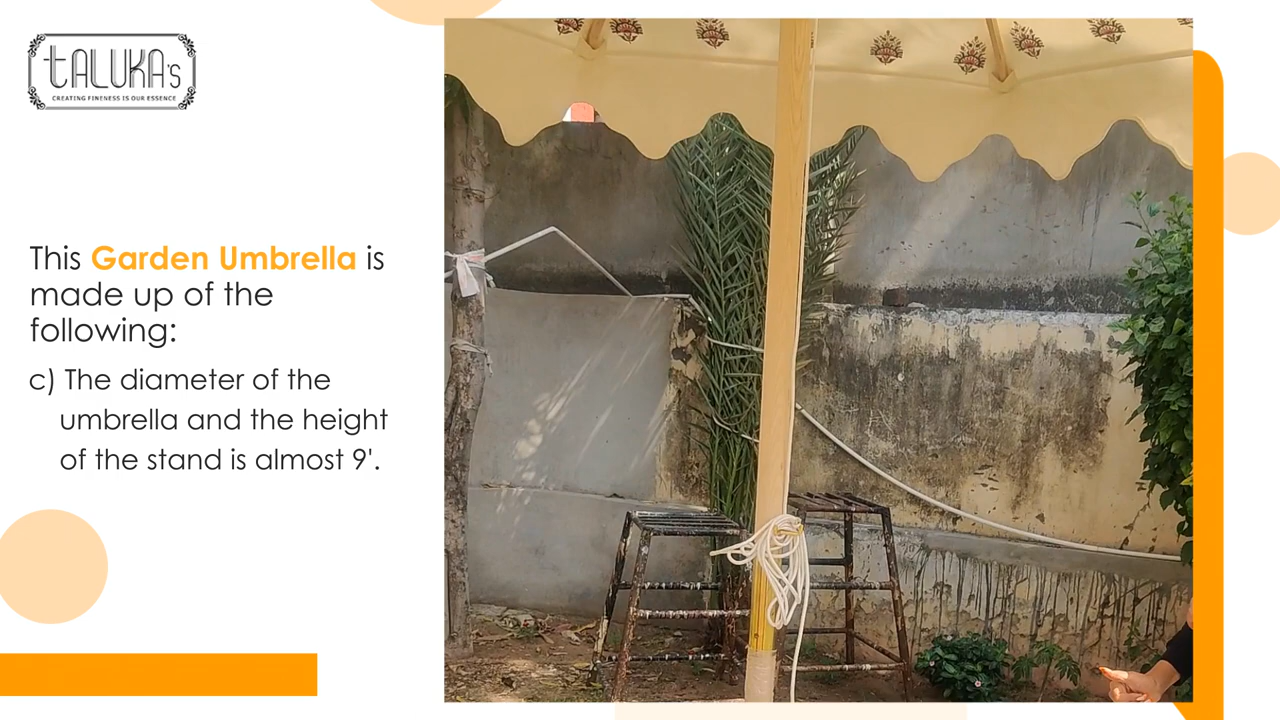 TALUKA's
CREATING FINENESS IS OUR ESSENCE
This Garden Umbrella is
made up of the
following:
c) The diameter of the
umbrella and the height
of the stand is almost 9'.